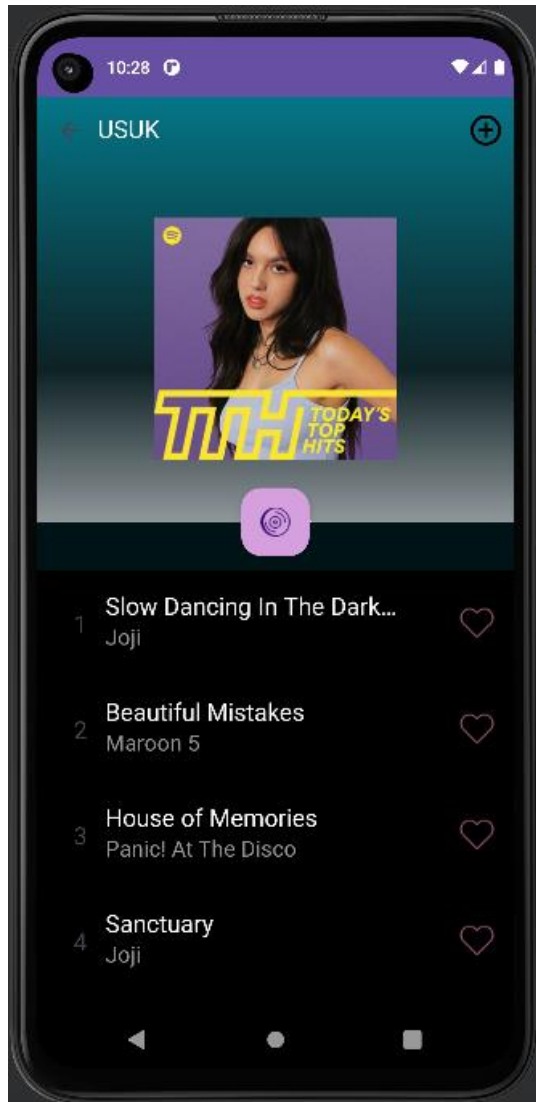 10:28
USUK
TTH TODAY'S
TOP
HITS
1
Slow Dancing In The Dark...
Joji
2
Beautiful Mistakes
Maroon 5
3
House of Memories
Panic! At The Disco
4
Sanctuary
Joji